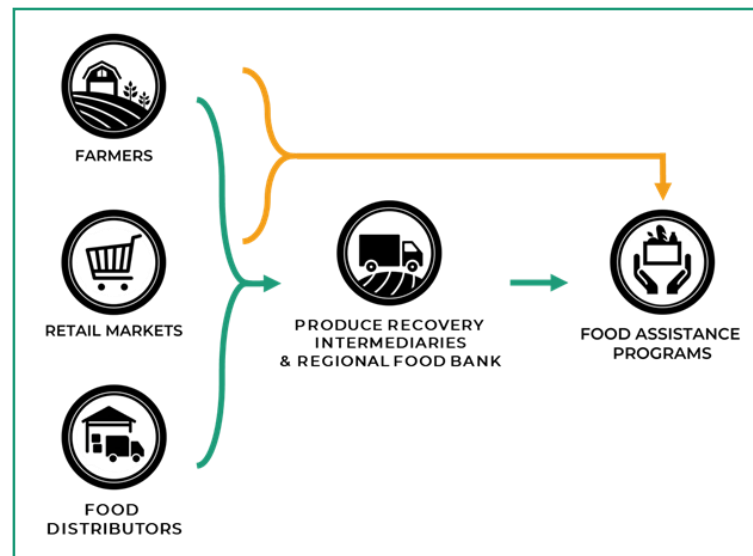 FARMERS
RETAIL MARKETS
FOOD
DISTRIBUTORS
PRODUCE RECOVERY
INTERMEDIARIES
& REGIONAL FOOD BANK
FOOD ASSISTANCE
PROGRAMS